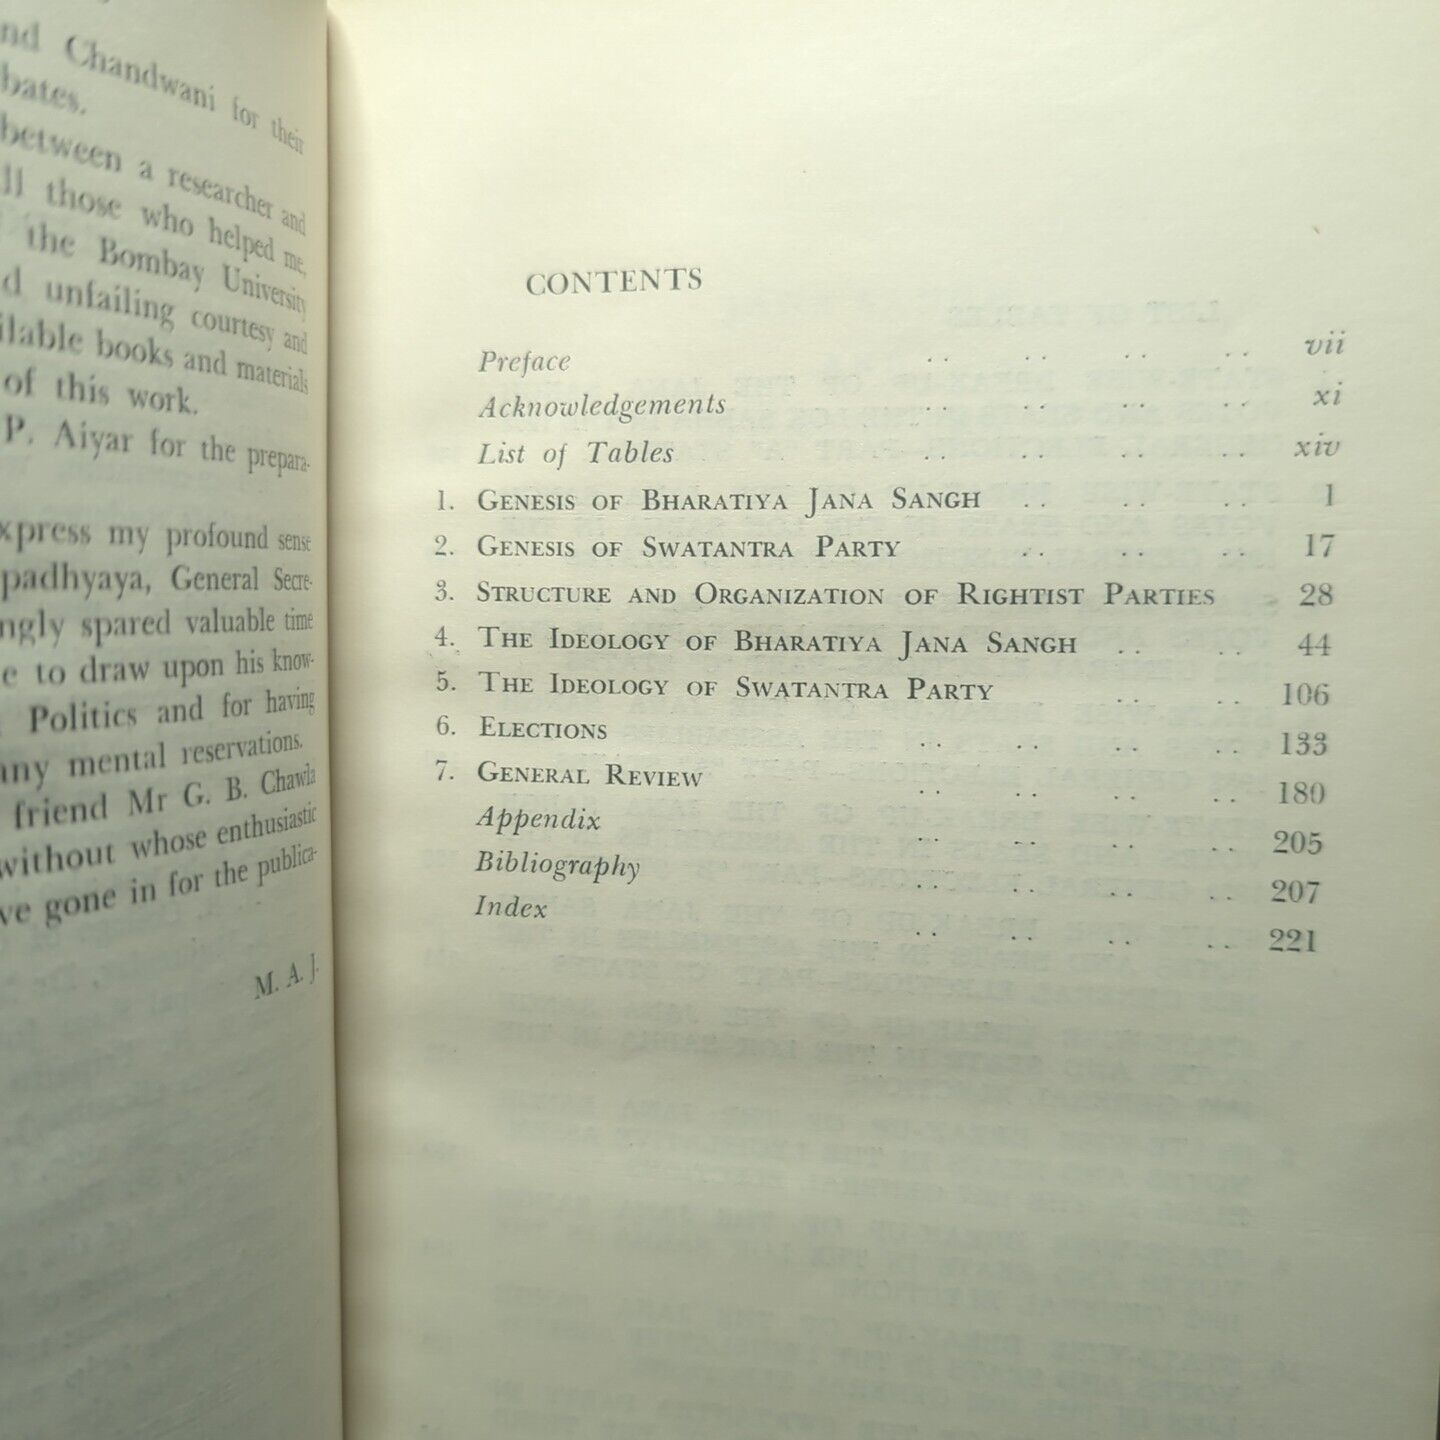 nd Chandwani for their
bates.
between a researcher and
ll those who helped me,
the Bombay University
d unfailing courtesy and
ilable books and materials
of this work.
P. Aiyar for the prepara-
xpress my profound sense
padhyaya, General Secre-
ngly spared valuable time
e to draw upon his know-
Politics and for having
any mental reservations.
friend Mr G. B. Chawla
without whose enthusiastic
ve gone in for the publica-
M. A. J.
CONTENTS
Preface .. .. .. .. vii
Acknowledgements .. .. .. .. xi
List of Tables .. .. .. .. xiv
1. Genesis of Bharatiya Jana Sangh .. .. .. 1
2. Genesis of Swatantra Party .. .. .. 17
3. Structure and Organization of Rightist Parties 28
4. The Ideology of Bharatiya Jana Sangh .. .. 44
5. The Ideology of Swatantra Party .. .. 106
6. Elections .. .. .. .. 133
7. General Review .. .. .. .. 180
Appendix .. .. .. .. 205
Bibliography .. .. .. .. 207
Index .. .. .. .. 221